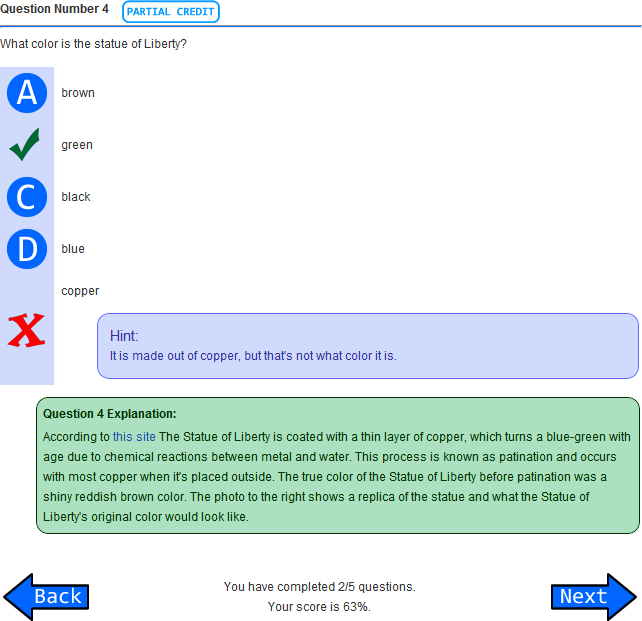 Question Number 4 PARTIAL CREDIT
What color is the statue of Liberty?
A brown
green
C black
D blue
copper
Hint:
It is made out of copper, but that's not what color it is.
Question 4 Explanation:
According to this site The Statue of Liberty is coated with a thin layer of copper, which turns a blue-green with
age due to chemical reactions between metal and water. This process is known as patination and occurs
with most copper when it's placed outside. The true color of the Statue of Liberty before patination was a
shiny reddish brown color. The photo to the right shows a replica of the statue and what the Statue of
Liberty's original color would look like.
You have completed 2/5 questions.
Back Next
Your score is 63%.